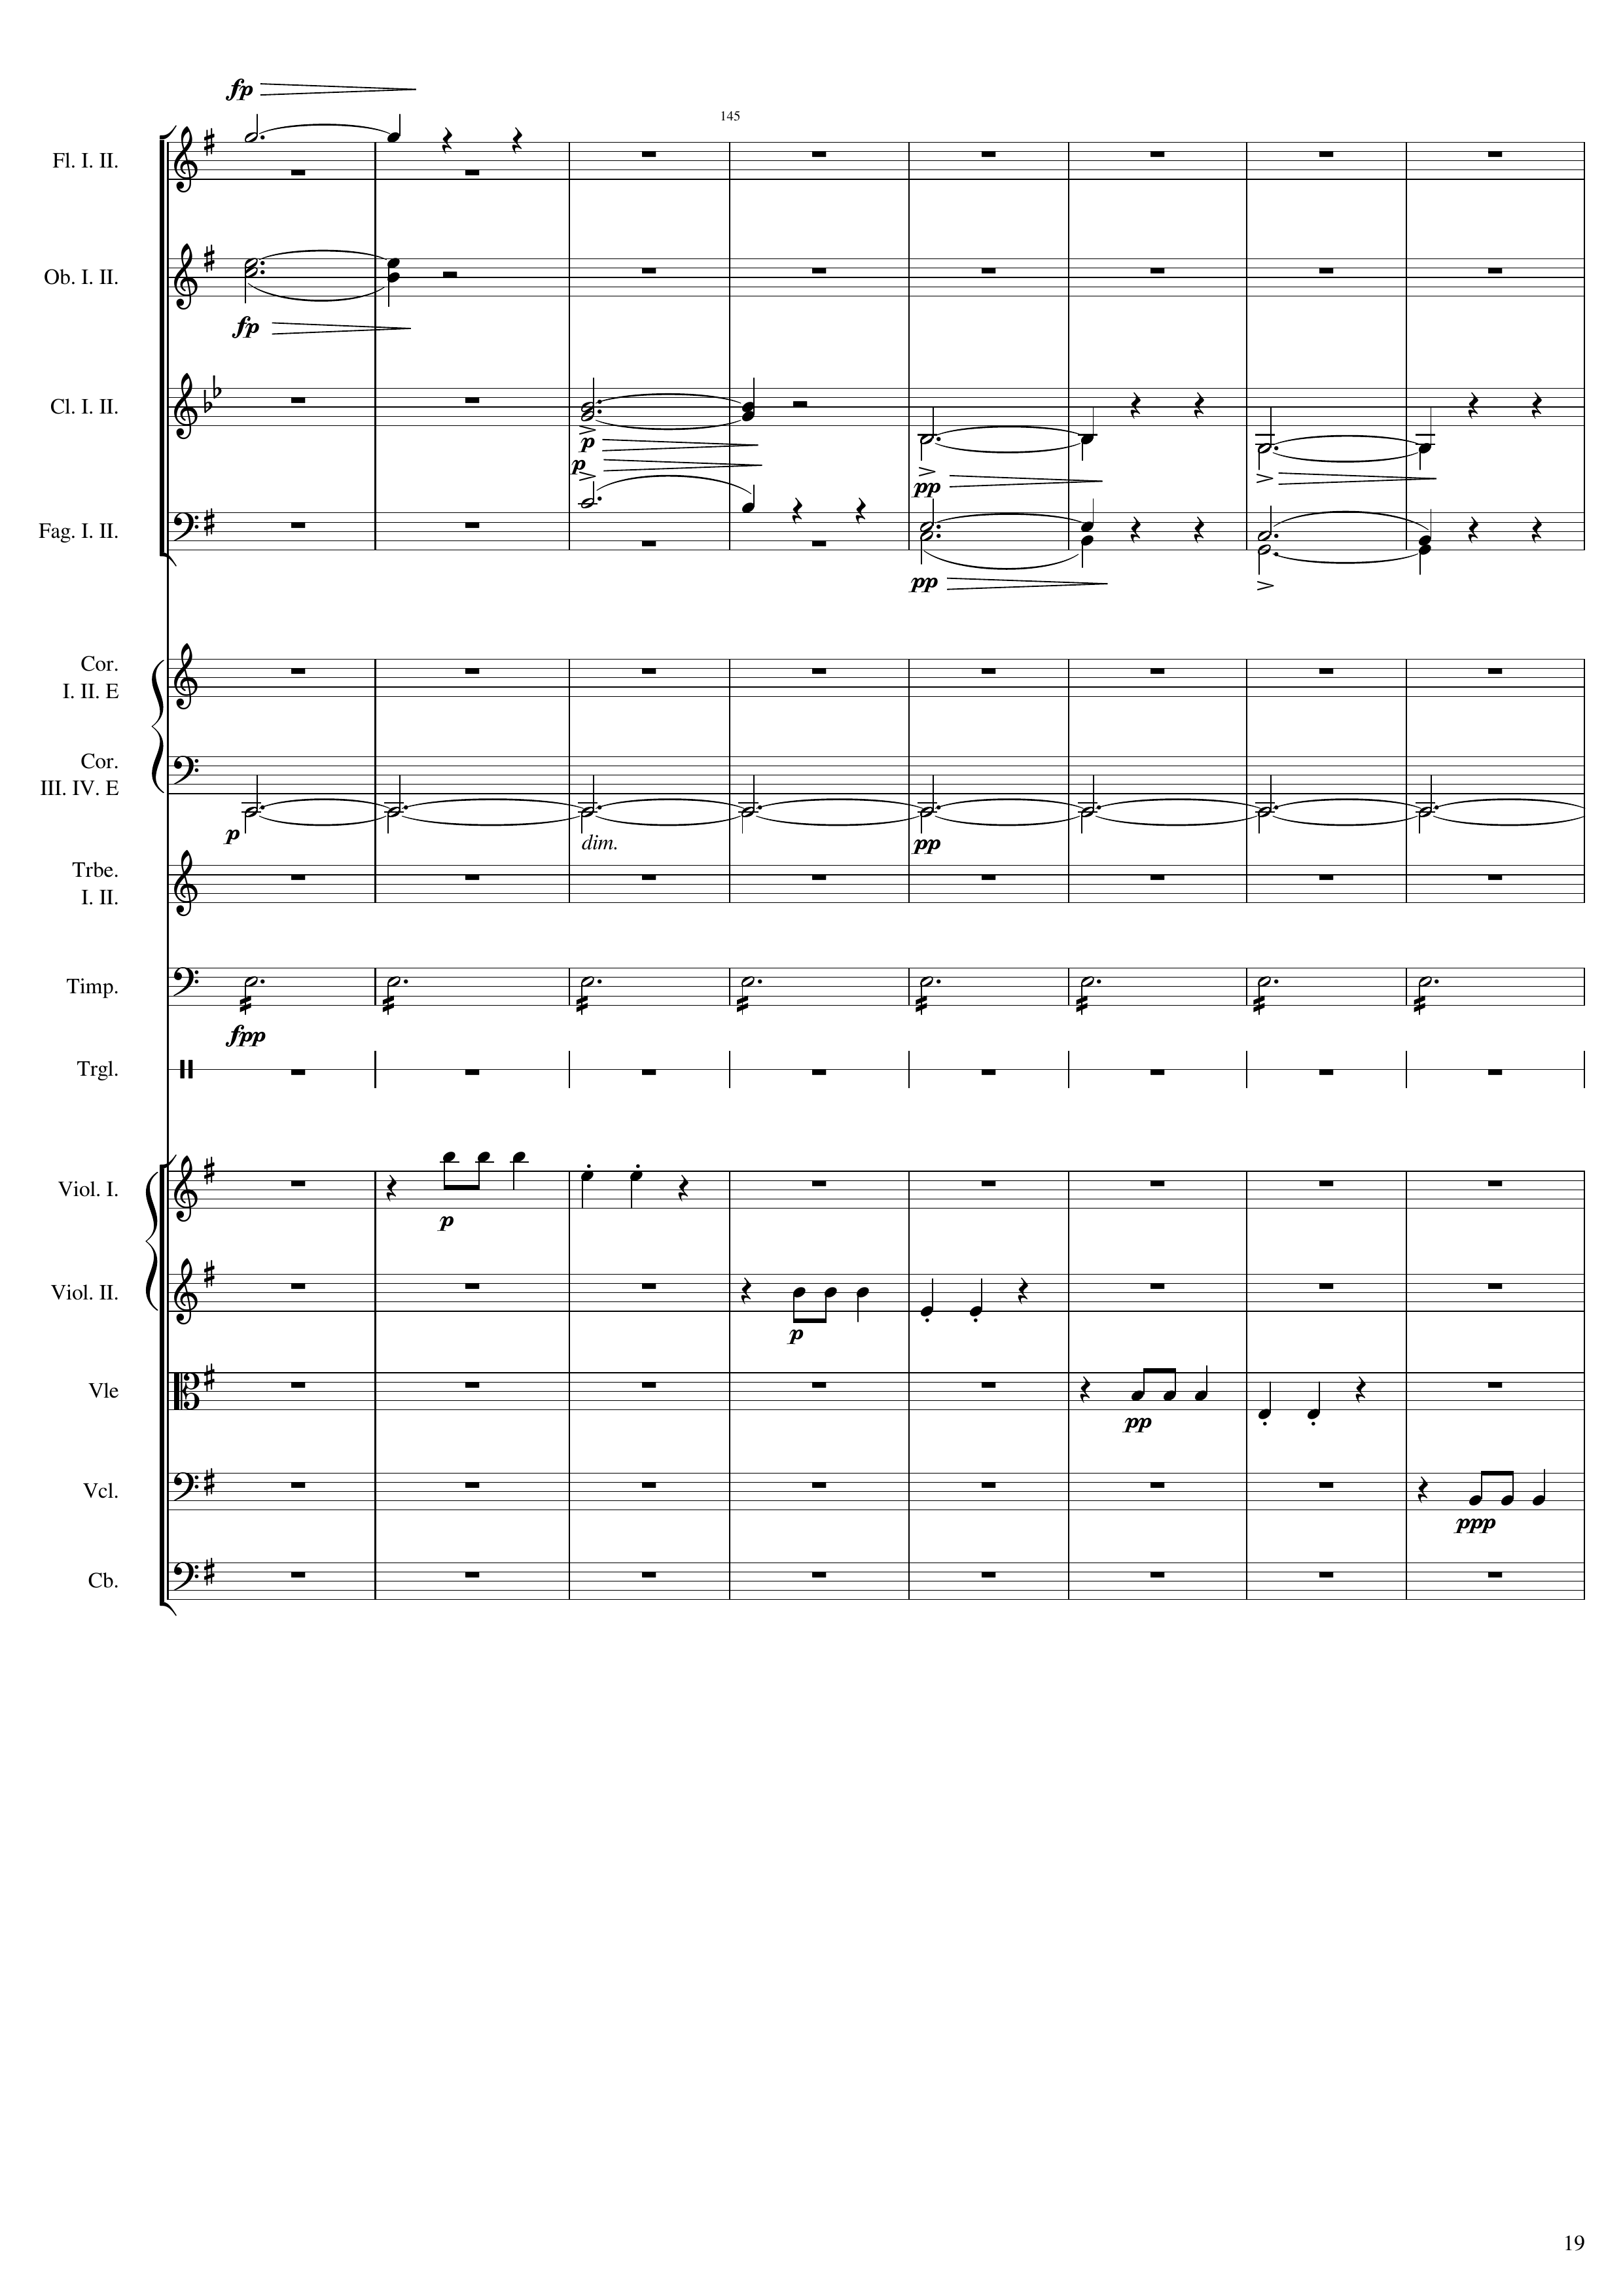 fp
145
Fl. I. II.
Ob. I. II.
fp
Cl. I. II.
p
p
pp
Fag. I. II.
pp
Cor.
I. II. E
Cor.
III. IV. E
p
dim.
pp
Trbe.
I. II.
Timp.
fpp
Trgl.
Viol. I.
p
Viol. II.
p
Vle
pp
Vcl.
ppp
Cb.
19